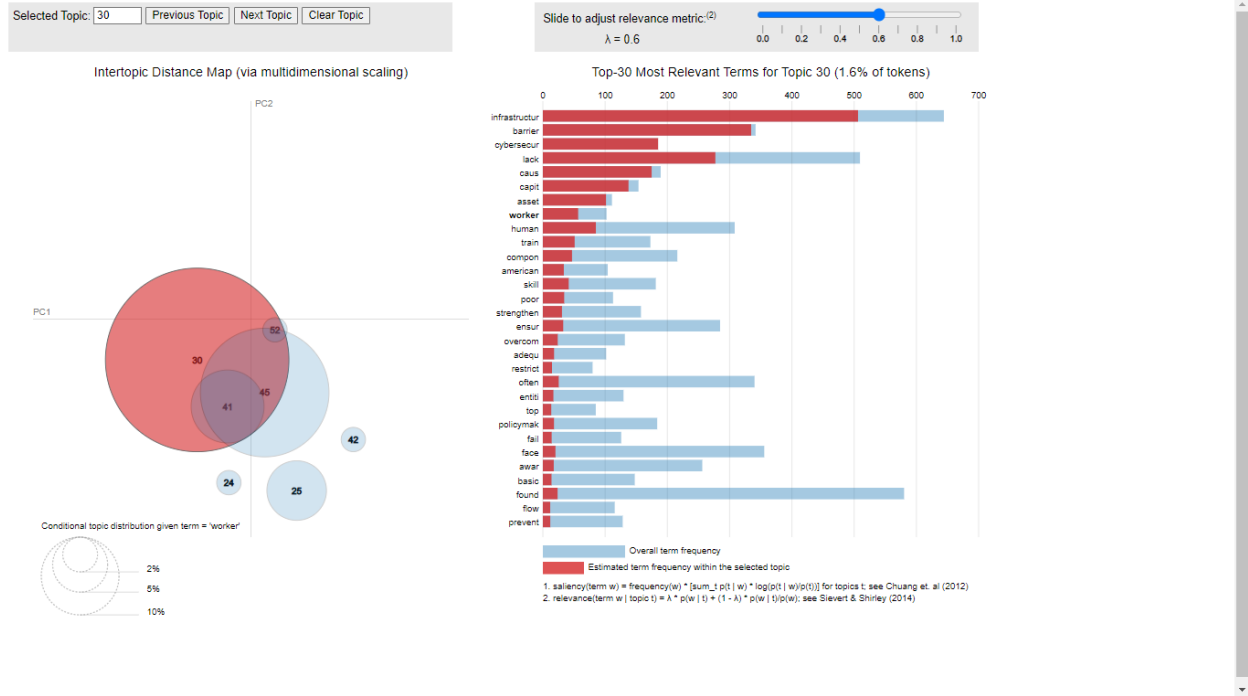 Selected Topic: 30 Previous Topic Next Topic Clear Topic
Slide to adjust relevance metric:(2)
λ = 0.6
0.0 0.2 0.4 0.6 0.8 1.0
Intertopic Distance Map (via multidimensional scaling)
PC2
PC1
52
30
45
41
42
24
25
Conditional topic distribution given term = 'worker'
2%
5%
10%
Top-30 Most Relevant Terms for Topic 30 (1.6% of tokens)
0 100 200 300 400 500 600 700
infrastructur
barrier
cybersecur
lack
caus
capit
asset
worker
human
train
compon
american
skill
poor
strengthen
ensur
overcom
adequ
restrict
often
entiti
top
policymak
fail
face
awar
basic
found
flow
prevent
Overall term frequency
Estimated term frequency within the selected topic
1. saliency(term w) = frequency(w) * [sum_t p(t | w) * log(p(t | w)/p(t))] for topics t; see Chuang et. al (2012)
2. relevance(term w | topic t) = λ * p(w | t) + (1 - λ) * p(w | t)/p(w); see Sievert & Shirley (2014)